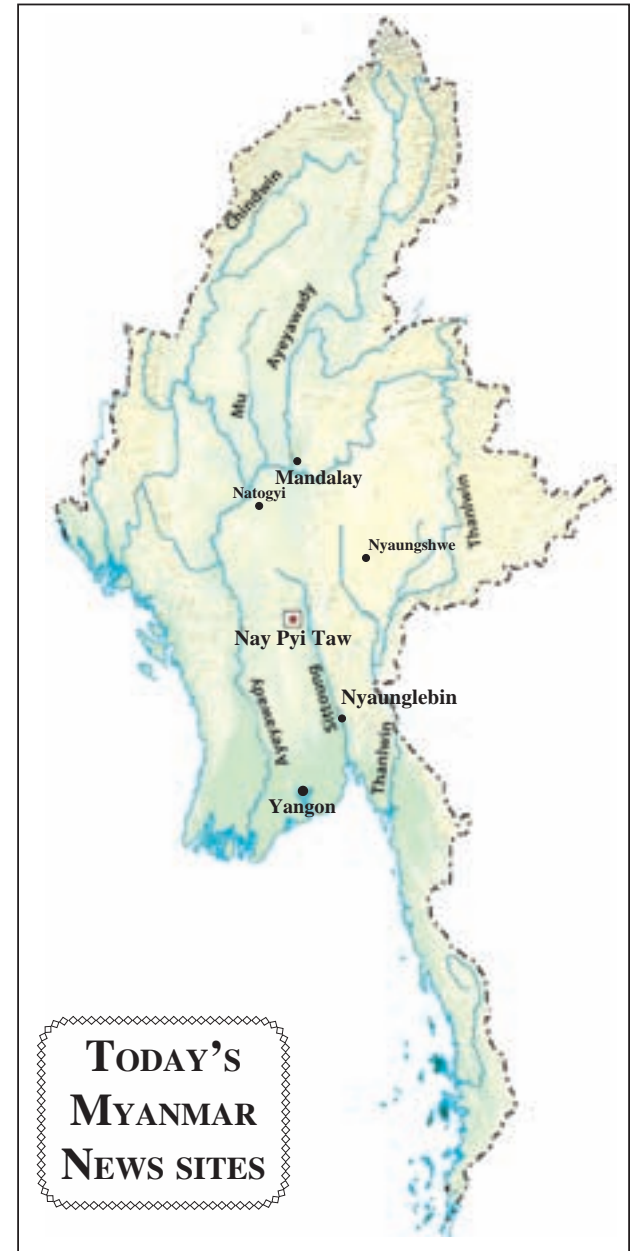 Chindwin
Ayeyawady
Mu
Mandalay
Natogyi
Thanlwin
Nyaungshwe
Nay Pyi Taw
Sittoung
Nyaunglebin
Ayeyawady
Thanlwin
Yangon
TODAY'S
MYANMAR
NEWS SITES